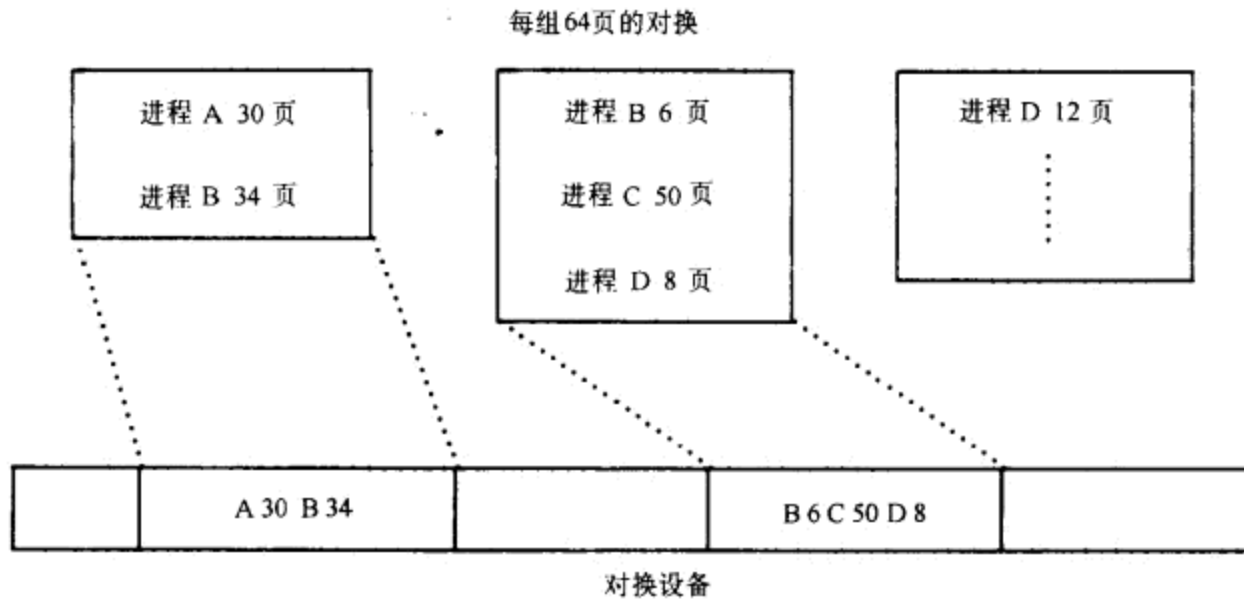 每组64页的对换
进程 A 30 页
进程 B 34 页
进程 B 6 页
进程 C 50 页
进程 D 8 页
进程 D 12 页
A 30 B 34
B 6 C 50 D 8
对换设备